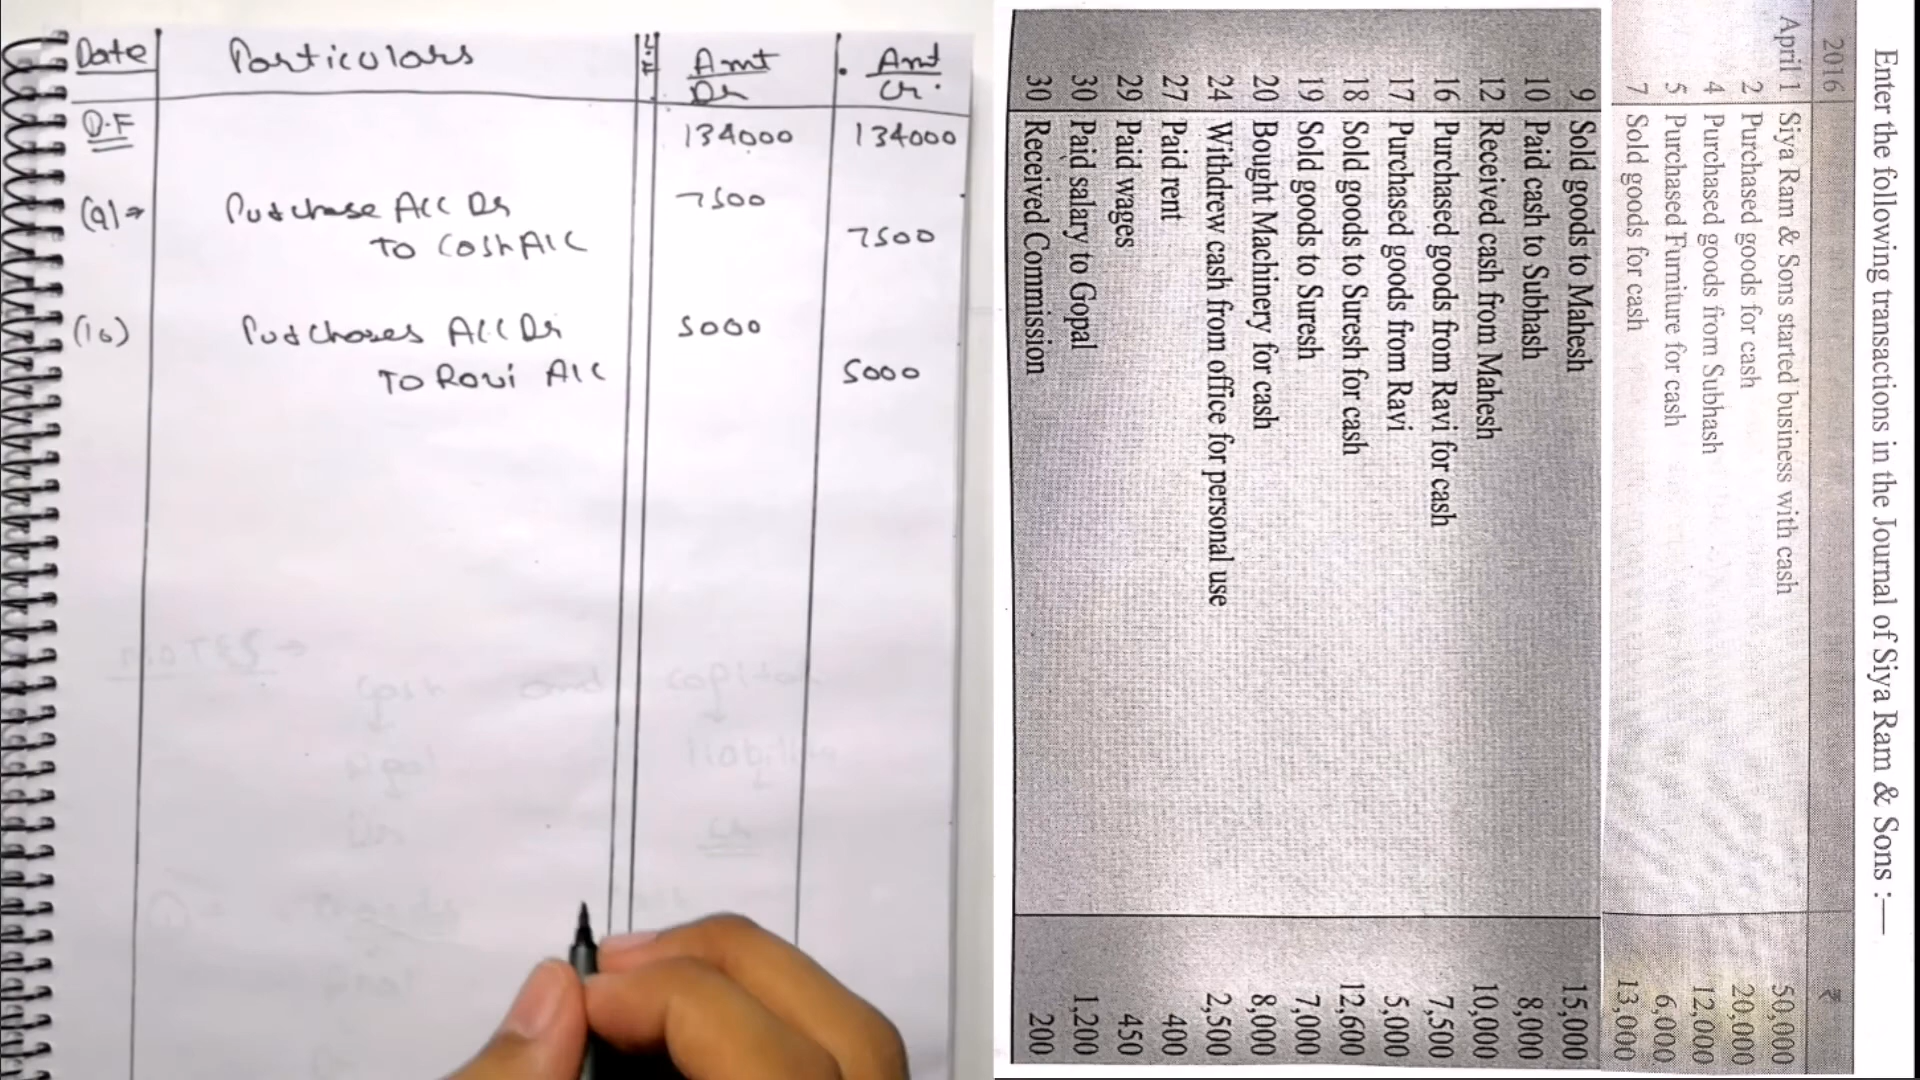 Date Particulars L.F Amt Dr Amt Cr.
O.F 134000 134000
(9)→ Purchase A/C Dr 7500
To Cash A/C 7500
(10) Purchases A/C Dr 5000
To Ravi A/C 5000
NOTES →
Cash and capital
liability
Enter the following transactions in the Journal of Siya Ram & Sons :—
2016 ₹
April 1 Siya Ram & Sons started business with cash 50,000
2 Purchased goods for cash 20,000
4 Purchased goods from Subhash 12,000
5 Purchased Furniture for cash 6,000
7 Sold goods for cash 13,000
9 Sold goods to Mahesh 15,000
10 Paid cash to Subhash 8,000
12 Received cash from Mahesh 10,000
16 Purchased goods from Ravi for cash 7,500
17 Purchased goods from Ravi 5,000
18 Sold goods to Suresh for cash 12,600
19 Sold goods to Suresh 7,000
20 Bought Machinery for cash 8,000
24 Withdrew cash from office for personal use 2,500
27 Paid rent 400
29 Paid wages 450
30 Paid salary to Gopal 1,200
30 Received Commission 200